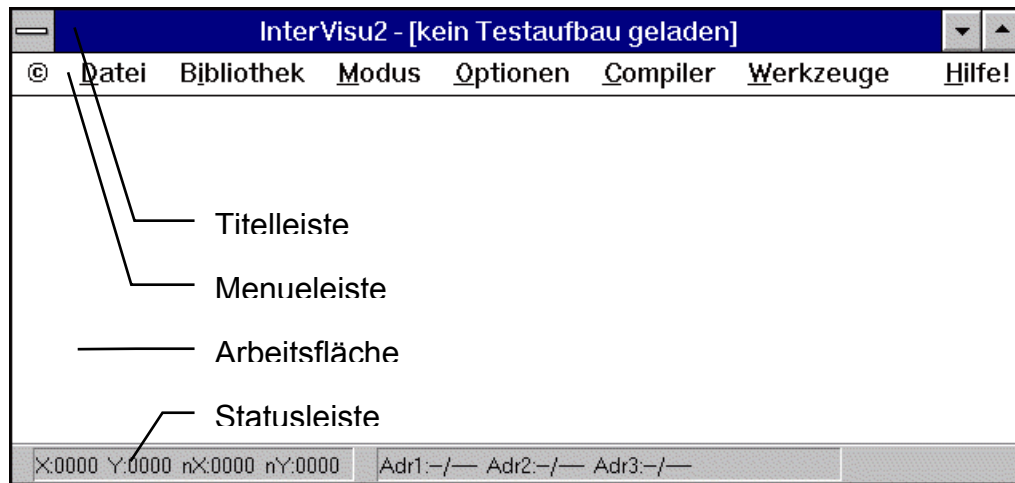 InterVisu2 - [kein Testaufbau geladen]
© Datei Bibliothek Modus Optionen Compiler Werkzeuge Hilfe!
Titelleiste
Menueleiste
Arbeitsfläche
Statusleiste
X:0000 Y:0000 nX:0000 nY:0000 Adr1:–/–– Adr2:–/–– Adr3:–/––